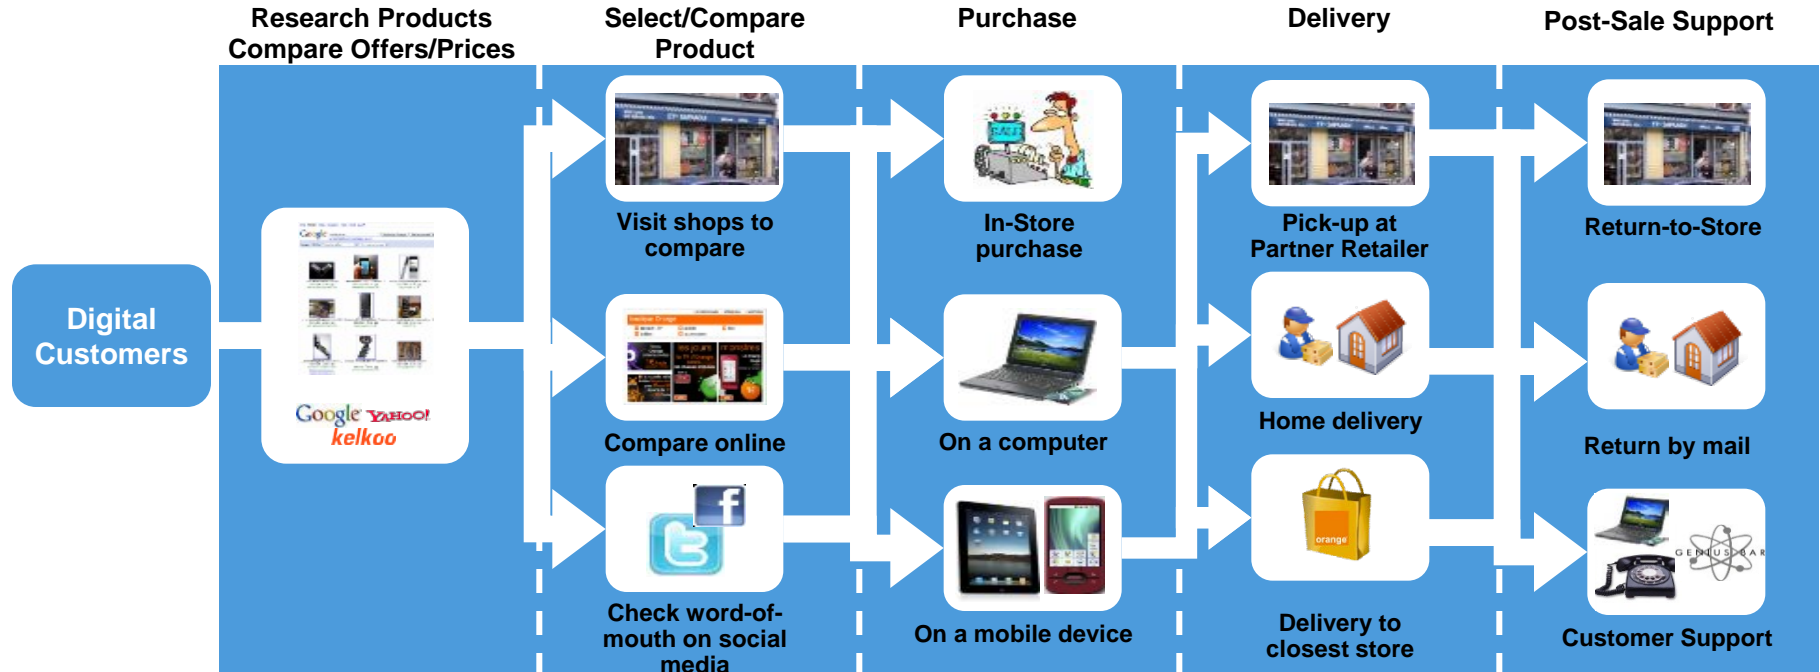 Research Products
Compare Offers/Prices
Select/Compare
Product
Purchase
Delivery
Post-Sale Support
Digital
Customers
Google
Google YAHOO!
kelkoo
Visit shops to
compare
Compare online
f
t
Check word-of-
mouth on social
media
SALE
In-Store
purchase
On a computer
On a mobile device
Pick-up at
Partner Retailer
Home delivery
orange
Delivery to
closest store
Return-to-Store
Return by mail
GENIUS BAR
Customer Support